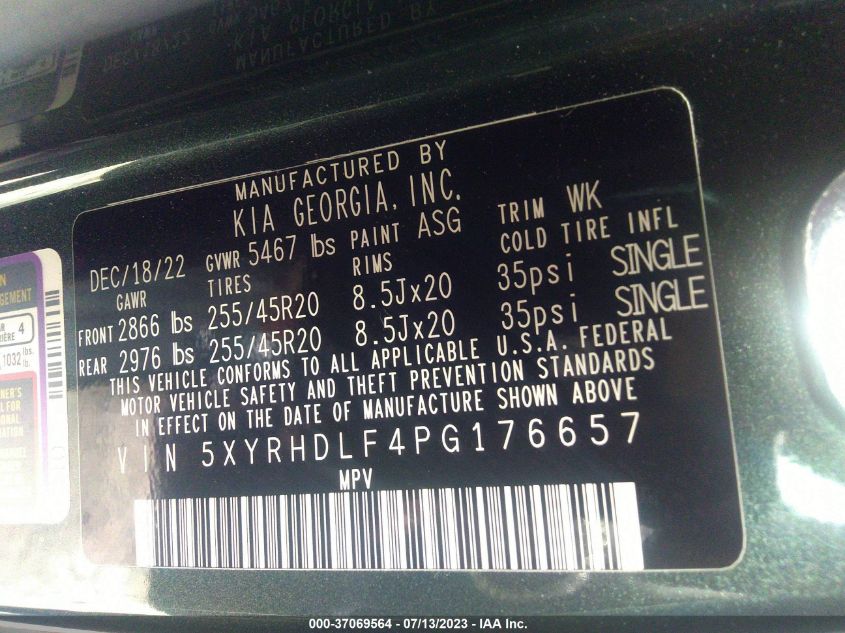 MANUFACTURED BY
KIA GEORGIA, INC.
DEC/18/22 GVWR 5467 lbs PAINT ASG TRIM WK
GAWR TIRES RIMS COLD TIRE INFL
FRONT 2866 lbs 255/45R20 8.5Jx20 35psi SINGLE
REAR 2976 lbs 255/45R20 8.5Jx20 35psi SINGLE
THIS VEHICLE CONFORMS TO ALL APPLICABLE U.S.A. FEDERAL
MOTOR VEHICLE SAFETY AND THEFT PREVENTION STANDARDS
IN EFFECT ON THE DATE OF MANUFACTURE SHOWN ABOVE
VIN 5XYRHDLF4PG176657
MPV
4
1032 lbs.
000-37069564 - 07/13/2023 - IAA Inc.